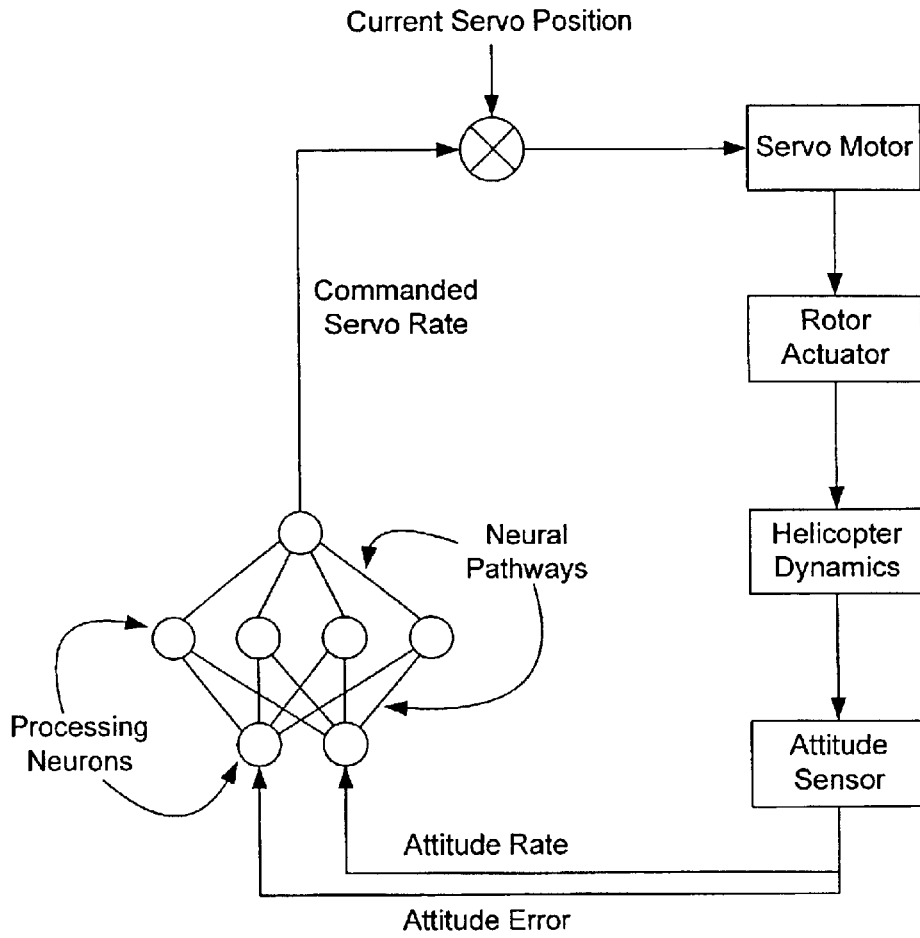 Current Servo Position
Servo Motor
Commanded
Servo Rate
Rotor
Actuator
Neural
Pathways
Helicopter
Dynamics
Processing
Neurons
Attitude
Sensor
Attitude Rate
Attitude Error